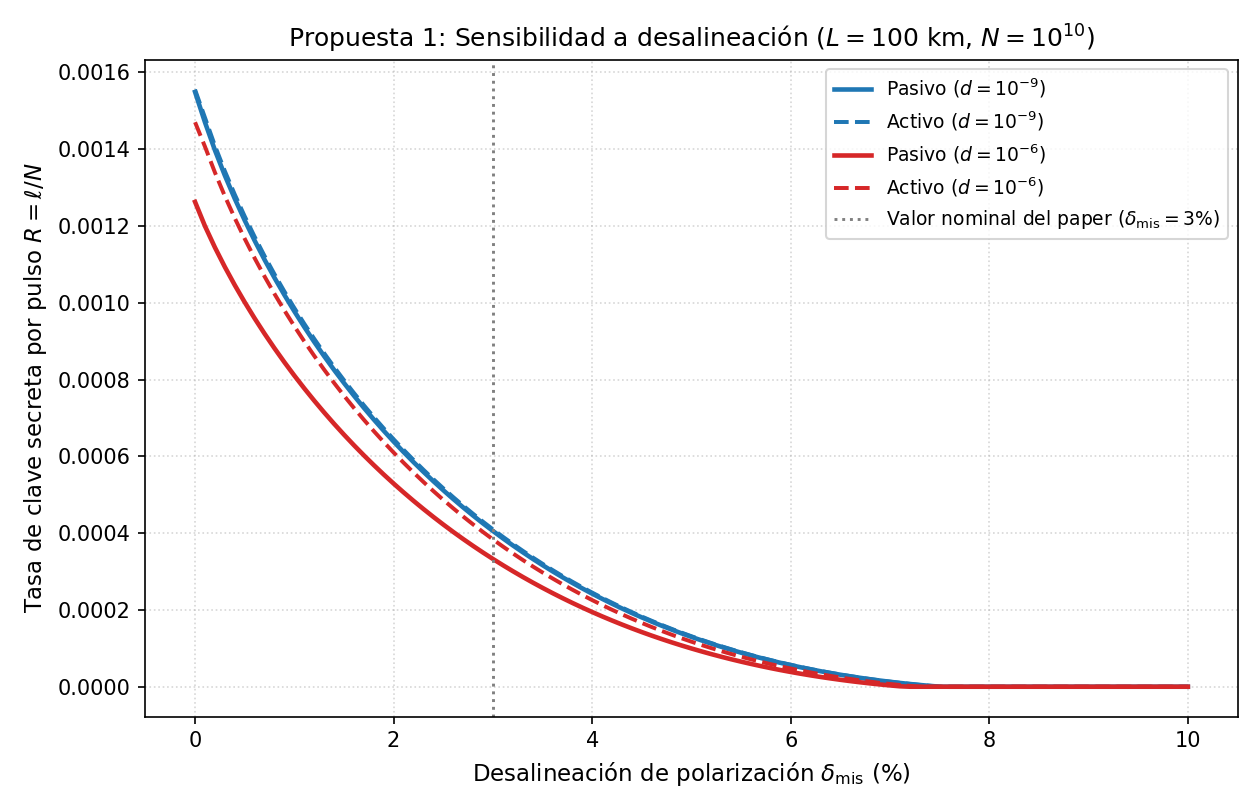 Propuesta 1: Sensibilidad a desalineación (L = 100 km, N = 10¹⁰)
Tasa de clave secreta por pulso R = ℓ/N
0.0016
0.0014
0.0012
0.0010
0.0008
0.0006
0.0004
0.0002
0.0000
Pasivo (d = 10⁻⁹)
Activo (d = 10⁻⁹)
Pasivo (d = 10⁻⁶)
Activo (d = 10⁻⁶)
Valor nominal del paper (δ_mis = 3%)
0 2 4 6 8 10
Desalineación de polarización δ_mis (%)